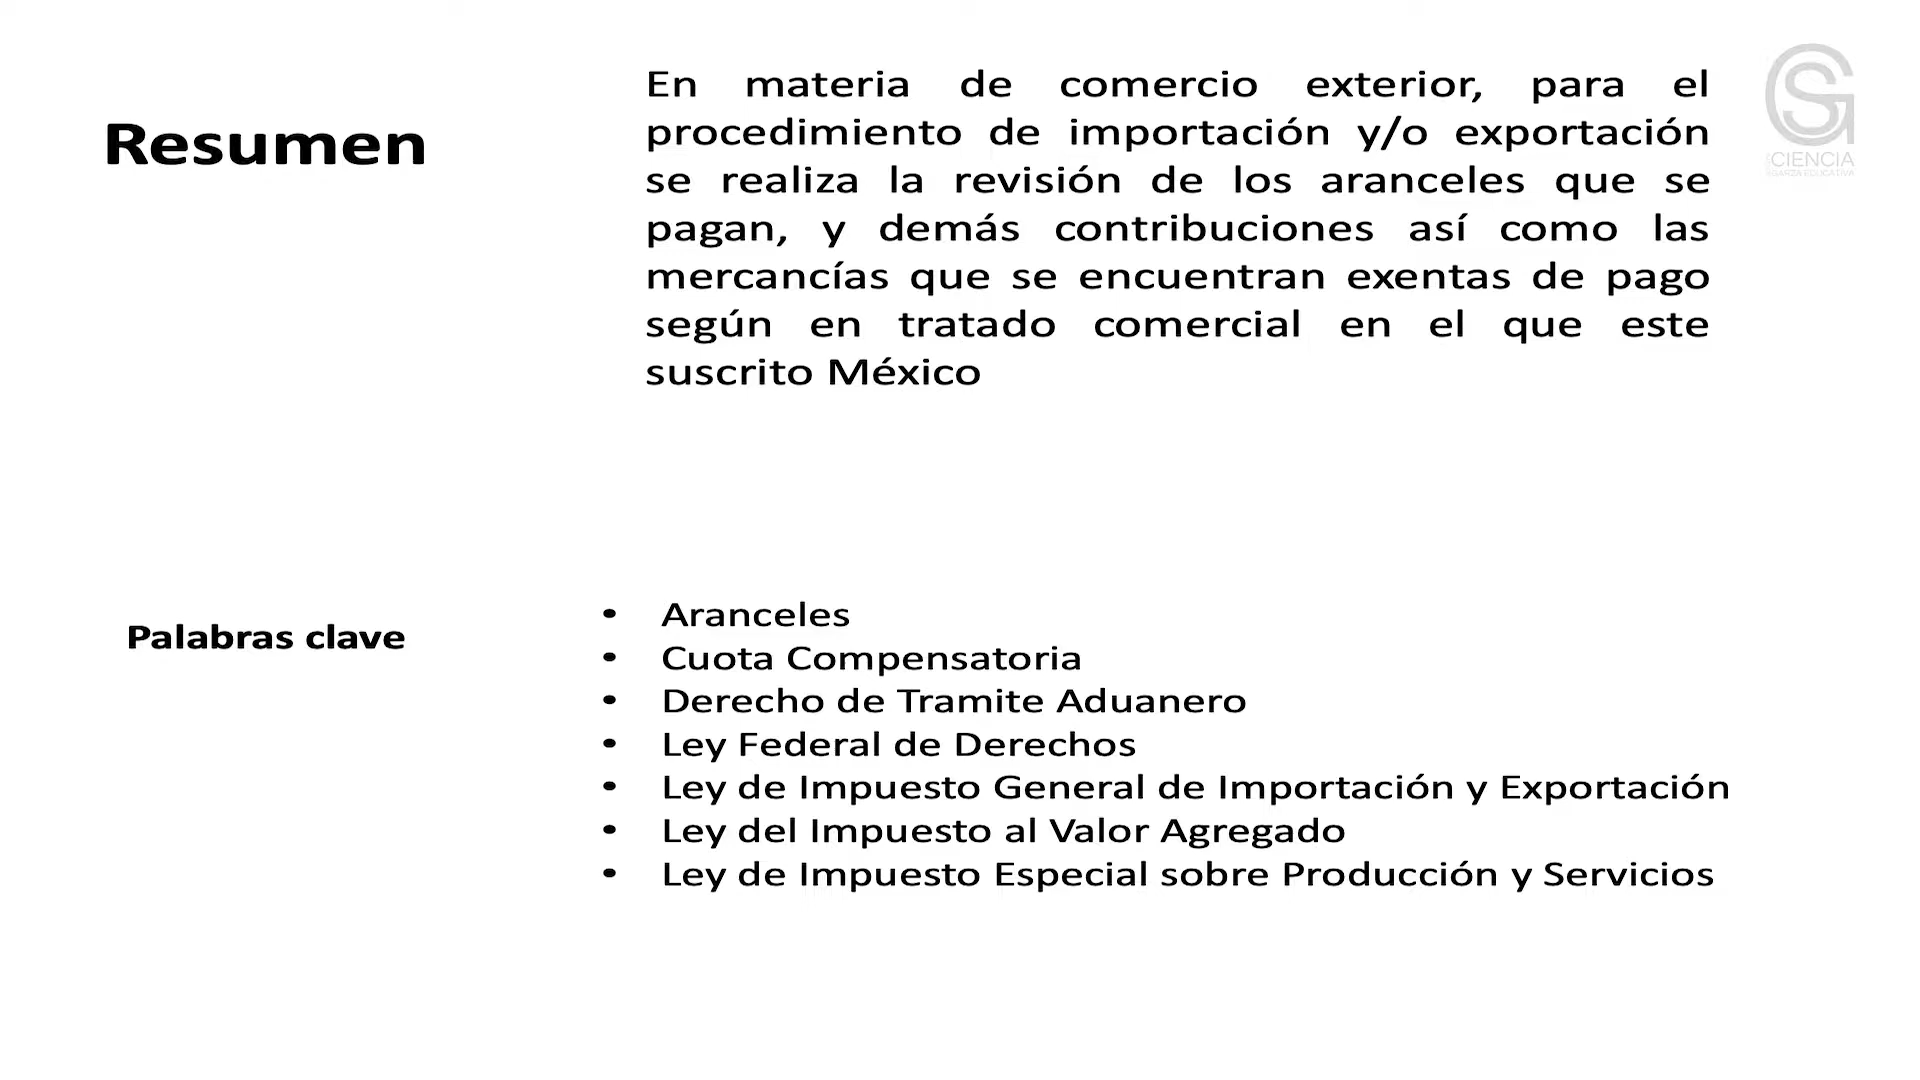 Resumen
En materia de comercio exterior, para el
procedimiento de importación y/o exportación
se realiza la revisión de los aranceles que se
pagan, y demás contribuciones así como las
mercancías que se encuentran exentas de pago
según en tratado comercial en el que este
suscrito México
CIENCIA
GARZA EDUCATIVA
Palabras clave
• Aranceles
• Cuota Compensatoria
• Derecho de Tramite Aduanero
• Ley Federal de Derechos
• Ley de Impuesto General de Importación y Exportación
• Ley del Impuesto al Valor Agregado
• Ley de Impuesto Especial sobre Producción y Servicios